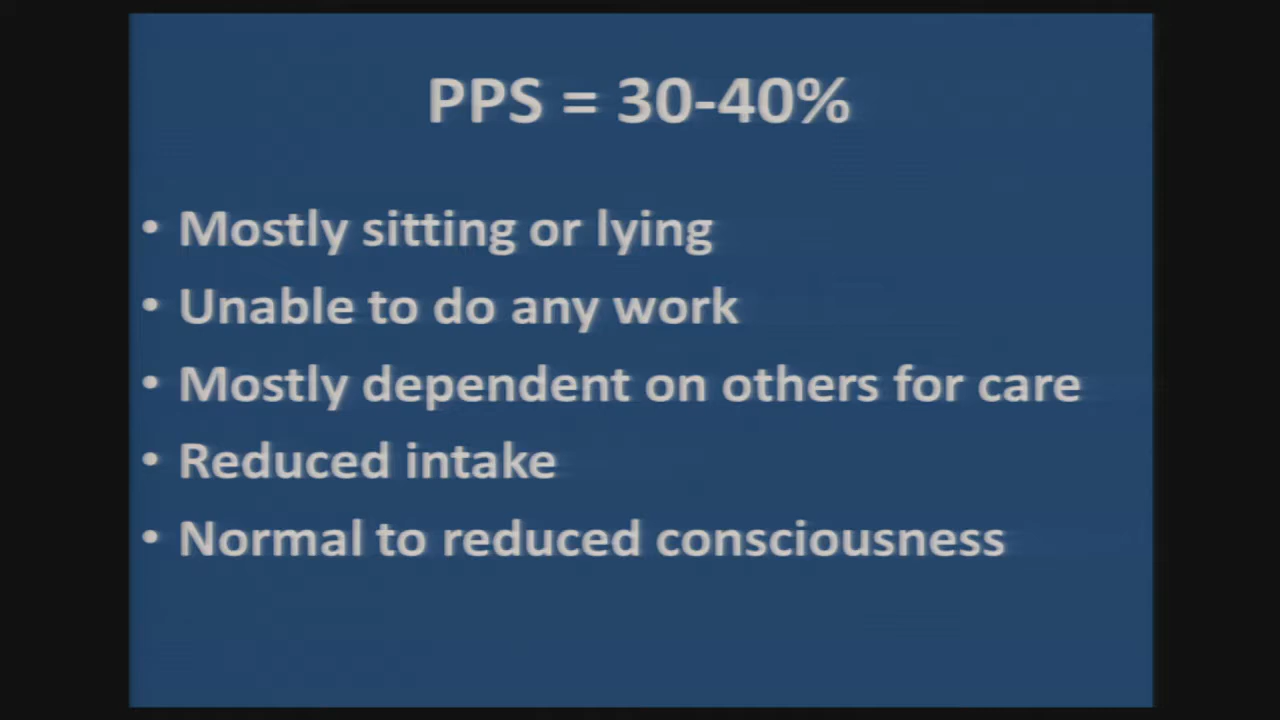 PPS = 30-40%
• Mostly sitting or lying
• Unable to do any work
• Mostly dependent on others for care
• Reduced intake
• Normal to reduced consciousness